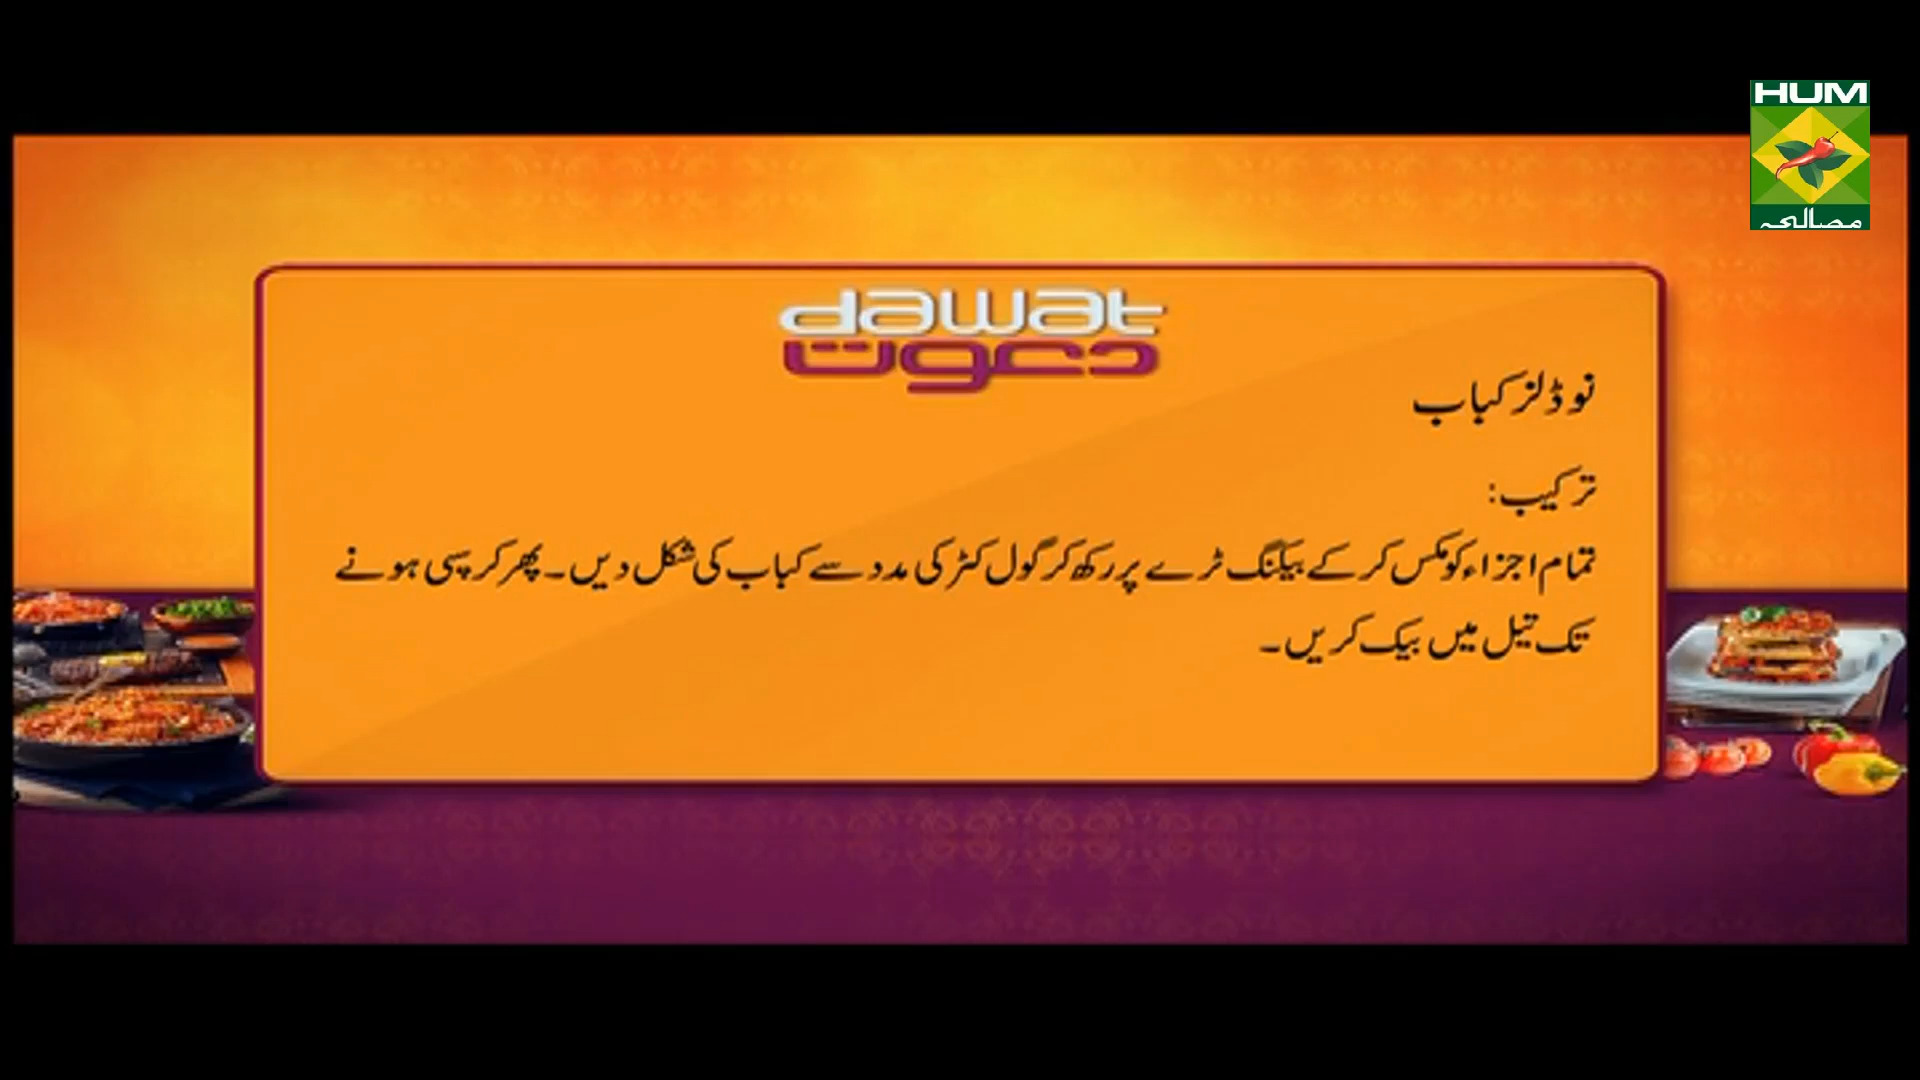 HUM
مصالحہ
dawat
دعوت
نوڈلز کباب
ترکیب:
تمام اجزاء کو مکس کر کے بیکنگ ٹرے پر رکھ کر گول کٹر کی مدد سے کباب کی شکل دیں۔ پھر کرسپی ہونے
تک تیل میں بیک کریں۔